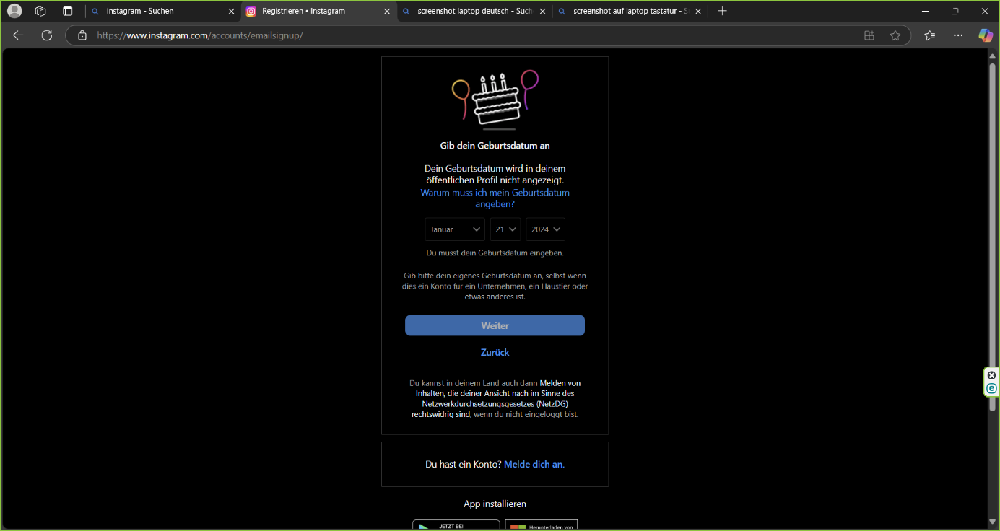 instagram - Suchen
Registrieren • Instagram
screenshot laptop deutsch - Such
screenshot auf laptop tastatur - S
https://www.instagram.com/accounts/emailsignup/
Gib dein Geburtsdatum an
Dein Geburtsdatum wird in deinem
öffentlichen Profil nicht angezeigt.
Warum muss ich mein Geburtsdatum
angeben?
Januar 21 2024
Du musst dein Geburtsdatum eingeben.
Gib bitte dein eigenes Geburtsdatum an, selbst wenn
dies ein Konto für ein Unternehmen, ein Haustier oder
etwas anderes ist.
Weiter
Zurück
Du kannst in deinem Land auch dann Melden von
Inhalten, die deiner Ansicht nach im Sinne des
Netzwerkdurchsetzungsgesetzes (NetzDG)
rechtswidrig sind, wenn du nicht eingeloggt bist.
Du hast ein Konto? Melde dich an.
App installieren
JETZT BEI
Herunterladen von